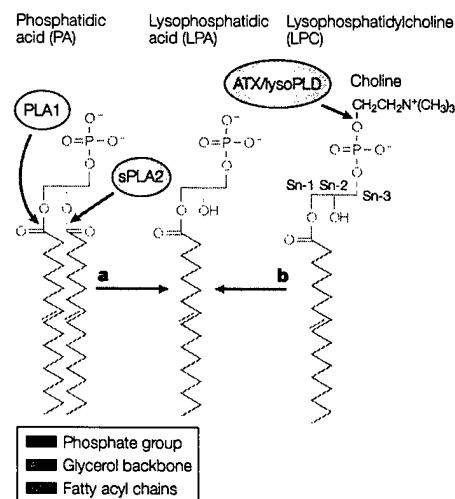 Phosphatidic
acid (PA)
Lysophosphatidic
acid (LPA)
Lysophosphatidylcholine
(LPC)
ATX/lysoPLD
Choline
CH₂CH₂N⁺(CH₃)₃
PLA1
sPLA2
O⁻
O=P-O⁻
O
O
O
O
O
O⁻
O=P-O⁻
O
O
OH
O
O
O=P-O⁻
O
Sn-1
Sn-2
Sn-3
O
OH
O
a
b
Phosphate group
Glycerol backbone
Fatty acyl chains